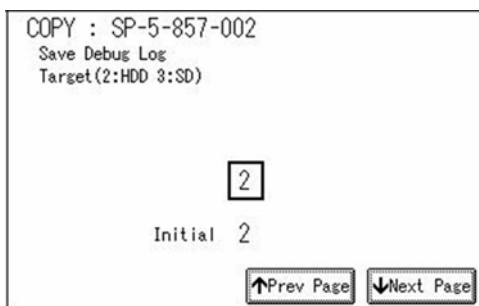 COPY : SP-5-857-002
Save Debug Log
Target(2:HDD 3:SD)
2
Initial 2
↑Prev Page ↓Next Page